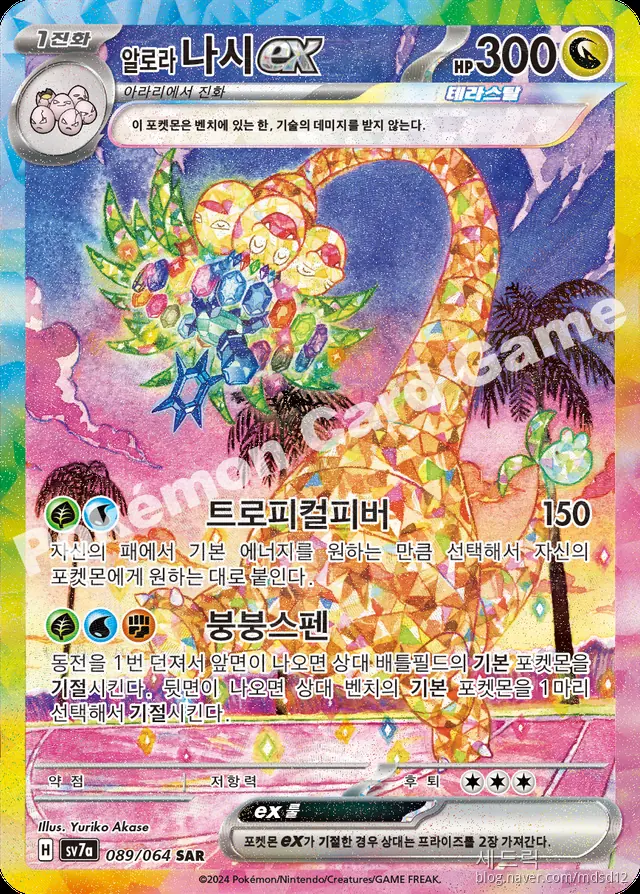 1진화
알로라 나시ex
HP300
아라리에서 진화
테라스탈
이 포켓몬은 벤치에 있는 한, 기술의 데미지를 받지 않는다.
Pokémon Card Game
트로피컬피버 150
자신의 패에서 기본 에너지를 원하는 만큼 선택해서 자신의
포켓몬에게 원하는 대로 붙인다.
붕붕스펜
동전을 1번 던져서 앞면이 나오면 상대 배틀필드의 기본 포켓몬을
기절시킨다. 뒷면이 나오면 상대 벤치의 기본 포켓몬을 1마리
선택해서 기절시킨다.
약점 저항력 후퇴
ex 룰
포켓몬 ex가 기절한 경우 상대는 프라이즈를 2장 가져간다.
Illus. Yuriko Akase
H sv7a 089/064 SAR
©2024 Pokémon/Nintendo/Creatures/GAME FREAK.
세드릭
blog.naver.com/mdsd12